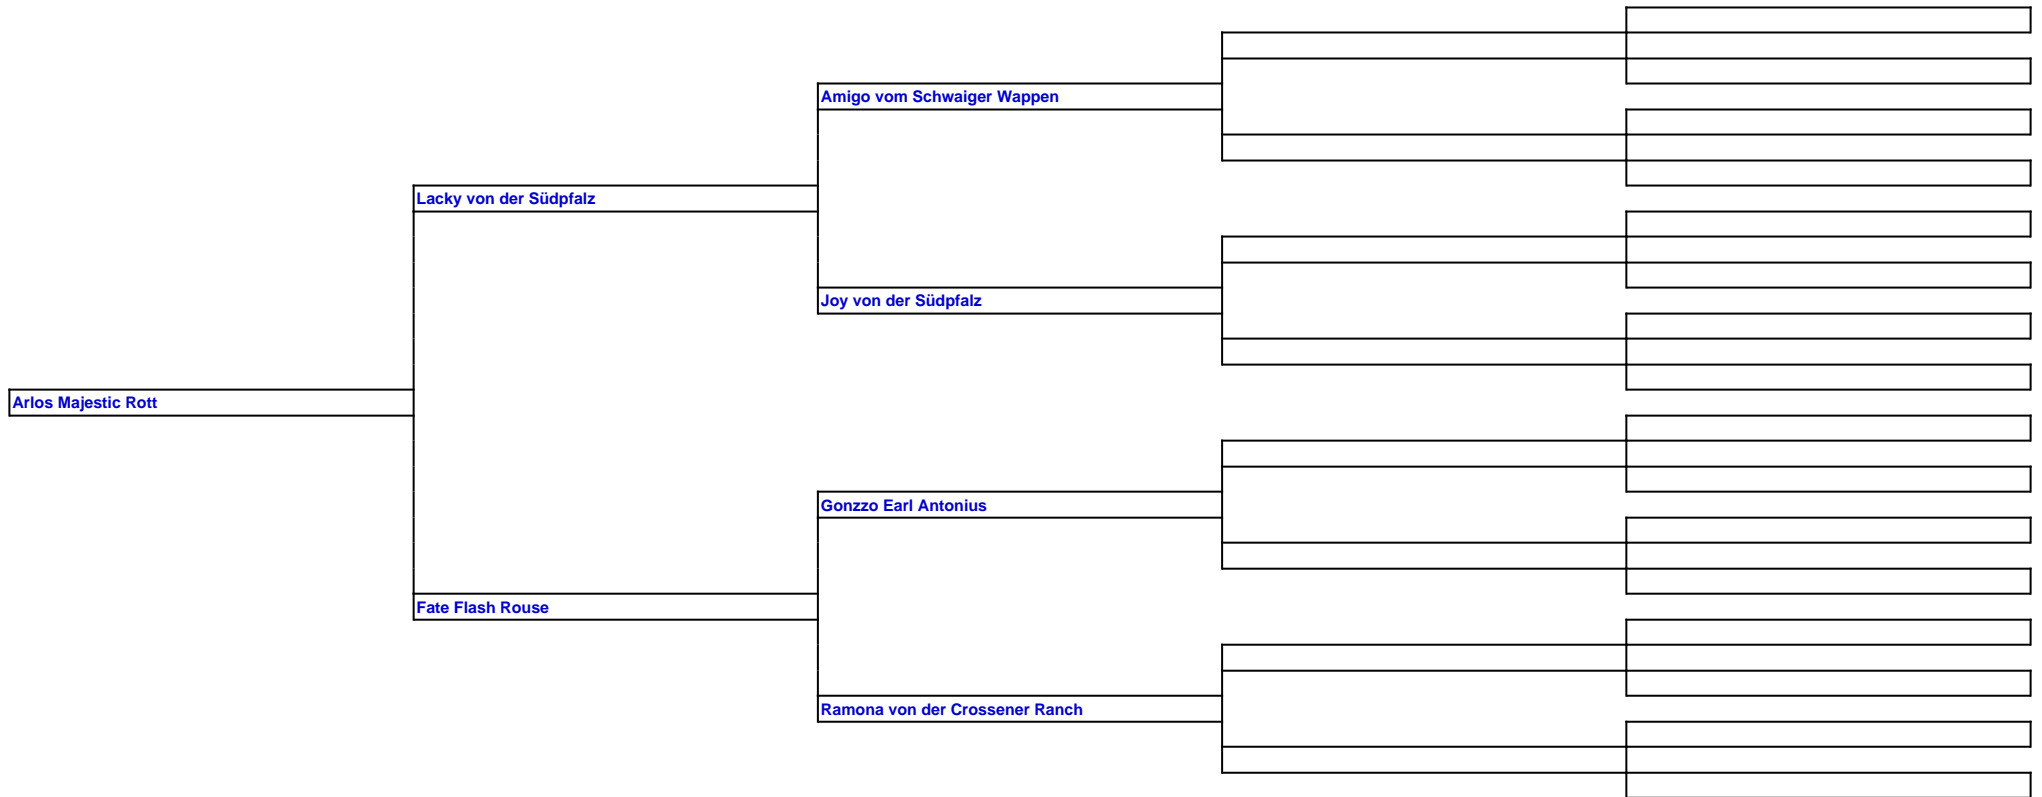 Amigo vom Schwaiger Wappen
Lacky von der Südpfalz
Joy von der Südpfalz
Arlos Majestic Rott
Gonzzo Earl Antonius
Fate Flash Rouse
Ramona von der Crossener Ranch